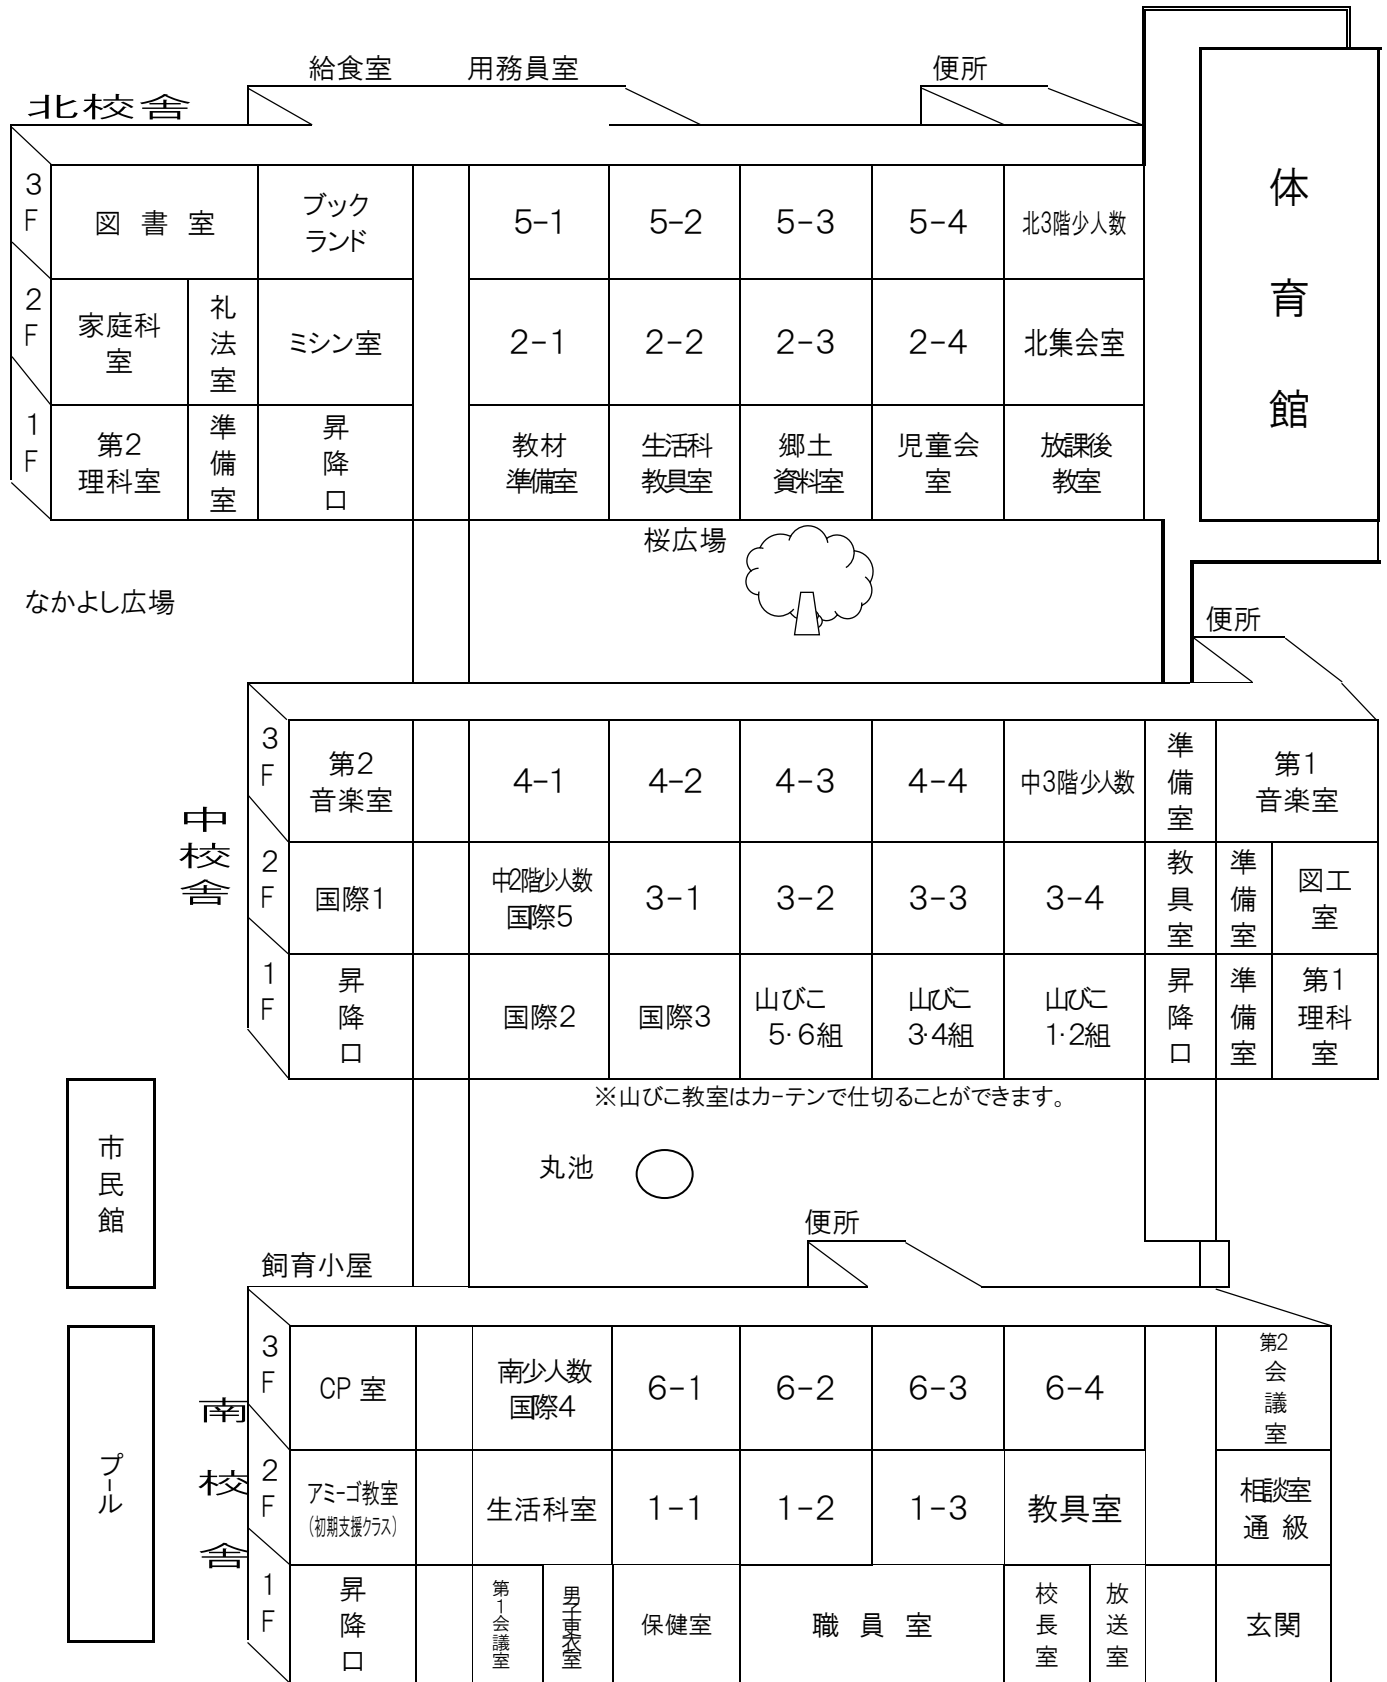 給食室
用務員室
便所
北校舎
体
育
館
3
F
図 書 室
ブック
ランド
5-1
5-2
5-3
5-4
北3階少人数
2
F
家庭科
室
礼
法
室
ミシン室
2-1
2-2
2-3
2-4
北集会室
1
F
第2
理科室
準
備
室
昇
降
口
教材
準備室
生活科
教具室
郷土
資料室
児童会
室
放課後
教室
桜広場
なかよし広場
便所
中
校
舎
3
F
第2
音楽室
4-1
4-2
4-3
4-4
中3階少人数
準
備
室
第1
音楽室
2
F
国際1
中2階少人数
国際5
3-1
3-2
3-3
3-4
教
具
室
準
備
室
図工
室
1
F
昇
降
口
国際2
国際3
山びこ
5・6組
山びこ
3・4組
山びこ
1・2組
昇
降
口
準
備
室
第1
理科
室
※山びこ教室はカーテンで仕切ることができます。
市
民
館
丸池
便所
飼育小屋
プール
南
校
舎
3
F
CP 室
南少人数
国際4
6-1
6-2
6-3
6-4
第2
会
議
室
2
F
アミーゴ教室
(初期支援クラス)
生活科室
1-1
1-2
1-3
教具室
相談室
通 級
1
F
昇
降
口
第
1
会
議
室
男
子
更
衣
室
保健室
職 員 室
校
長
室
放
送
室
玄関